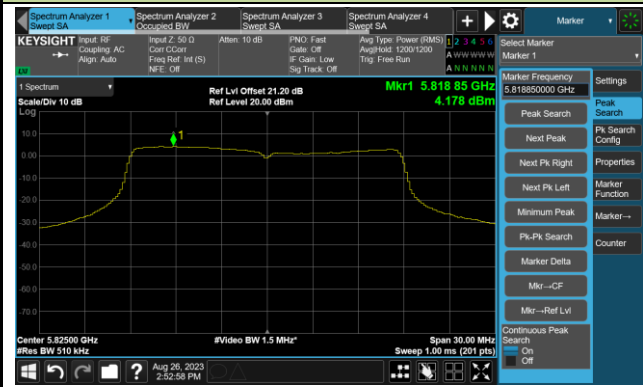 Spectrum Analyzer 1
Swept SA
Spectrum Analyzer 2
Occupied BW
Spectrum Analyzer 3
Swept SA
Spectrum Analyzer 4
Swept SA
Marker
KEYSIGHT
Input: RF
Coupling: AC
Align: Auto
Input Z: 50 Ω
Corr CCorr
Freq Ref: Int (S)
NFE: Off
Atten: 10 dB
PNO: Fast
Gate: Off
IF Gain: Low
Sig Track: Off
Avg Type: Power (RMS)
Avg|Hold: 1200/1200
Trig: Free Run
1 2 3 4 5 6
A W W W W W
A N N N N N
LXI
Select Marker
Marker 1
1 Spectrum
Scale/Div 10 dB
Log
Ref Lvl Offset 21.20 dB
Ref Level 20.00 dBm
Mkr1 5.818 85 GHz
4.178 dBm
1
10.0
0.00
-10.0
-20.0
-30.0
-40.0
-50.0
-60.0
-70.0
Center 5.82500 GHz
#Res BW 510 kHz
#Video BW 1.5 MHz*
Span 30.00 MHz
Sweep 1.00 ms (201 pts)
Marker Frequency
5.818850000 GHz
Peak Search
Next Peak
Next Pk Right
Next Pk Left
Minimum Peak
Pk-Pk Search
Marker Delta
Mkr→CF
Mkr→Ref Lvl
Continuous Peak
Search
On
Off
Settings
Peak
Search
Pk Search
Config
Properties
Marker
Function
Marker→
Counter
?
Aug 26, 2023
2:52:58 PM